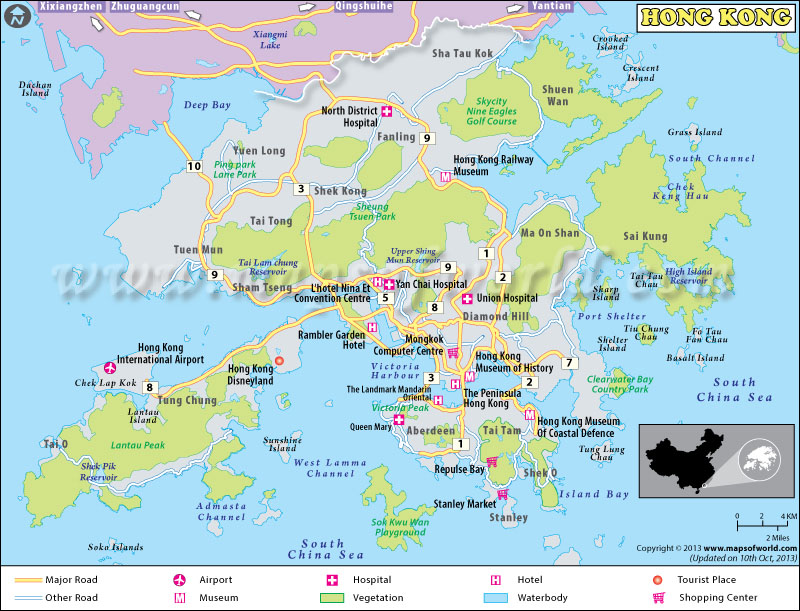 Xixiangzhen
Zhuguangcun
Qingshuihe
Yantian
HONG KONG
Xiangmi
Lake
Sha Tau Kok
Crooked
Island
Crescent
Island
Dachan
Island
Deep Bay
Skycity
Nine Eagles
Golf Course
Shuen
Wan
North District
Hospital
Fanling
9
Grass Island
Yuen Long
10
Ping park
Lane Park
Hong Kong Railway
Museum
M
South Channel
3
Shek Kong
Chek
Keng Hau
Sheung
Tsuen Park
Tai Tong
Ma On Shan
Sai Kung
Tuen Mun
Upper Shing
Mun Reservoir
1
www.mapsofworld.com
Tai Lam chung
Reservoir
9
9
2
Tai Tau
Chau
High Island
Reservoir
Sham Tseng
L'hotel Nina Et
Convention Centre
H
Yan Chai Hospital
5
8
Union Hospital
Sharp
Island
Diamond Hill
Port Shelter
Rambler Garden
Hotel
H
Mongkok
Computer Centre
Tiu Chung
Chau
Fo Tau
Fan Chau
Shelter
Island
Basalt Island
Hong Kong
International Airport
Hong Kong
Disneyland
Victoria
Harbour
Hong Kong
Museum of History
7
Chek Lap Kok
8
3
M
2
Clearwater Bay
Country Park
South
China Sea
Tung Chung
The Landmark Mandarin
Oriental
H
H
The Peninsula
Hong Kong
Lantau
Island
Victoria Peak
M
Hong Kong Museum
Of Coastal Defence
Queen Mary
Aberdeen
Tai Tam
Tai O
Lantau Peak
Sunshine
Island
1
Tung Lung
Chau
Shek Pik
Reservoir
West Lamma
Channel
Repulse Bay
Shek O
Island Bay
Admasta
Channel
Stanley Market
Stanley
Sok Kwu Wan
Playground
Soko Islands
South
China Sea
0 2 4 KM
0 2 Miles
Copyright © 2013 www.mapsofworld.com
(Updated on 10th Oct, 2013)
Major Road
Airport
Hospital
H Hotel
Tourist Place
Other Road
M Museum
Vegetation
Waterbody
Shopping Center